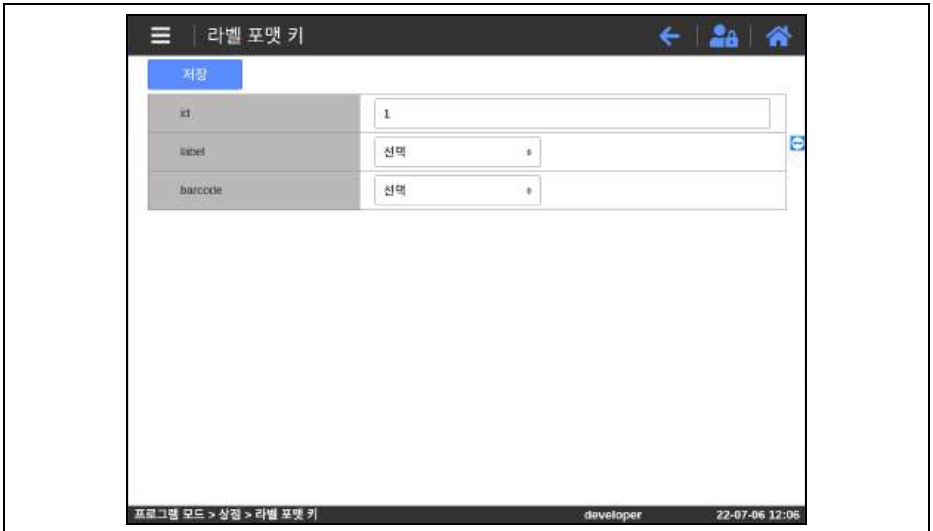 라벨 포맷 키
저장
id
1
label
선택
barcode
선택
프로그램 모드 > 상점 > 라벨 포맷 키 developer 22-07-06 12:06